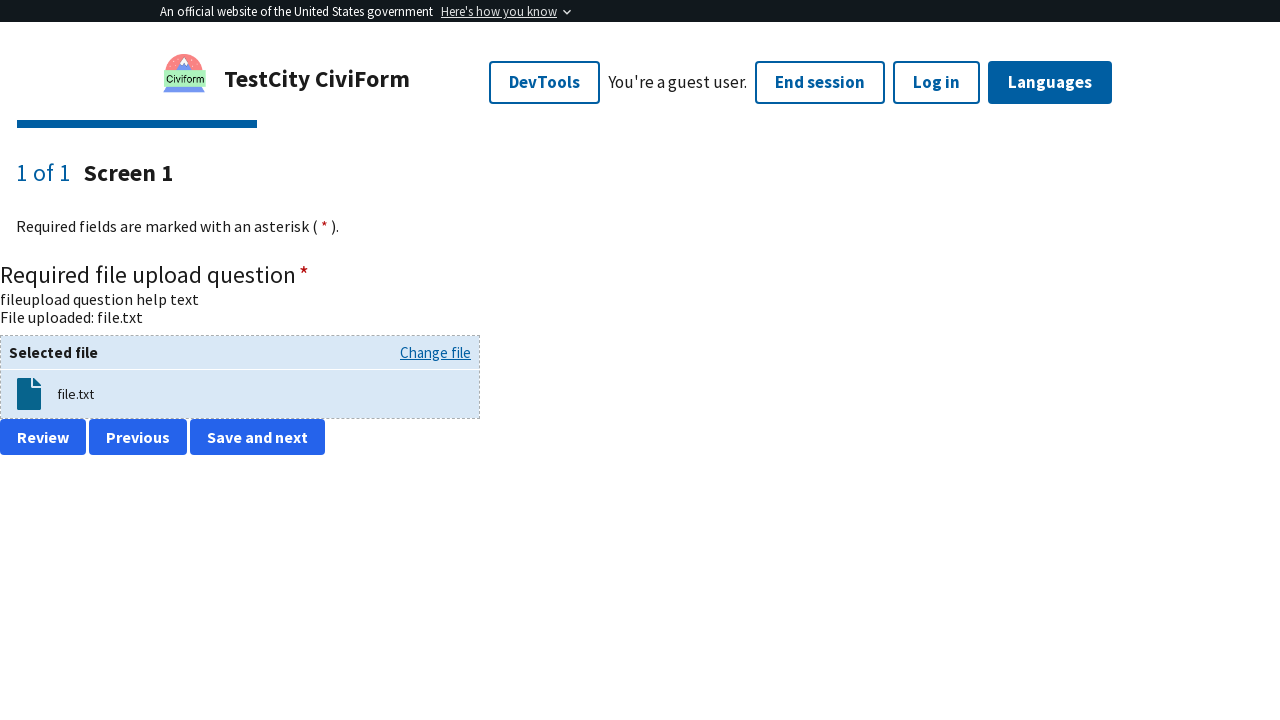 An official website of the United States government Here's how you know
Civiform
TestCity CiviForm
DevTools You're a guest user. End session Log in Languages
1 of 1 Screen 1
Required fields are marked with an asterisk ( * ).
Required file upload question *
fileupload question help text
File uploaded: file.txt
Selected file Change file
file.txt
Review Previous Save and next